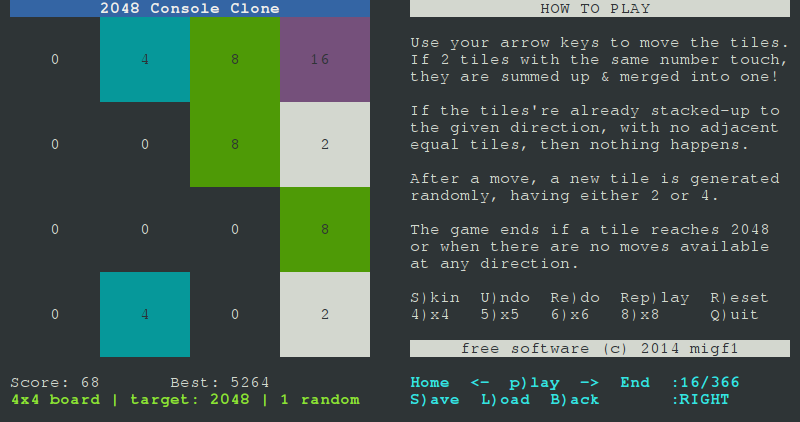 2048 Console Clone
0 4 8 16
0 0 8 2
0 0 0 8
0 4 0 2
Score: 68 Best: 5264
4x4 board | target: 2048 | 1 random
HOW TO PLAY
Use your arrow keys to move the tiles.
If 2 tiles with the same number touch,
they are summed up & merged into one!
If the tiles're already stacked-up to
the given direction, with no adjacent
equal tiles, then nothing happens.
After a move, a new tile is generated
randomly, having either 2 or 4.
The game ends if a tile reaches 2048
or when there are no moves available
at any direction.
S)kin U)ndo Re)do Rep)lay R)eset
4)x4 5)x5 6)x6 8)x8 Q)uit
free software (c) 2014 migf1
Home <- p)lay -> End :16/366
S)ave L)oad B)ack :RIGHT